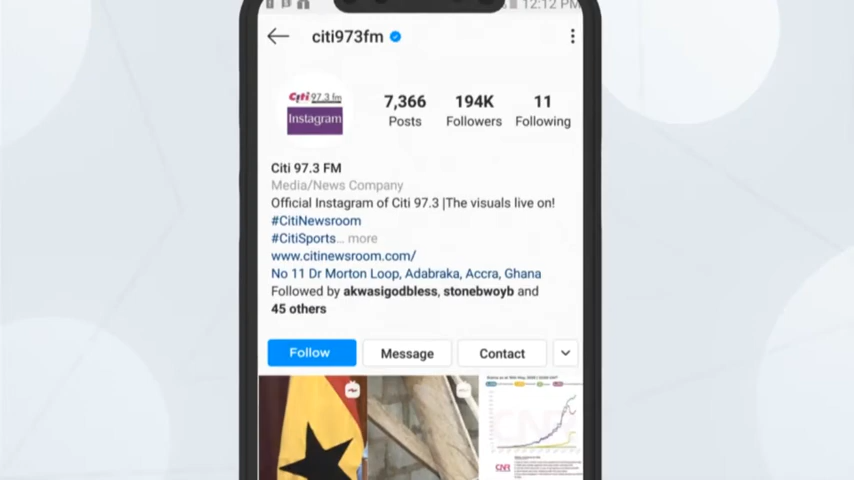 12:12 PM
citi973fm
Citi 97.3 fm
Instagram
7,366 194K 11
Posts Followers Following
Citi 97.3 FM
Media/News Company
Official Instagram of Citi 97.3 |The visuals live on!
#CitiNewsroom
#CitiSports... more
www.citinewsroom.com/
No 11 Dr Morton Loop, Adabraka, Accra, Ghana
Followed by akwasigodbless, stonebwoyb and
45 others
Follow Message Contact
CNR
CNR